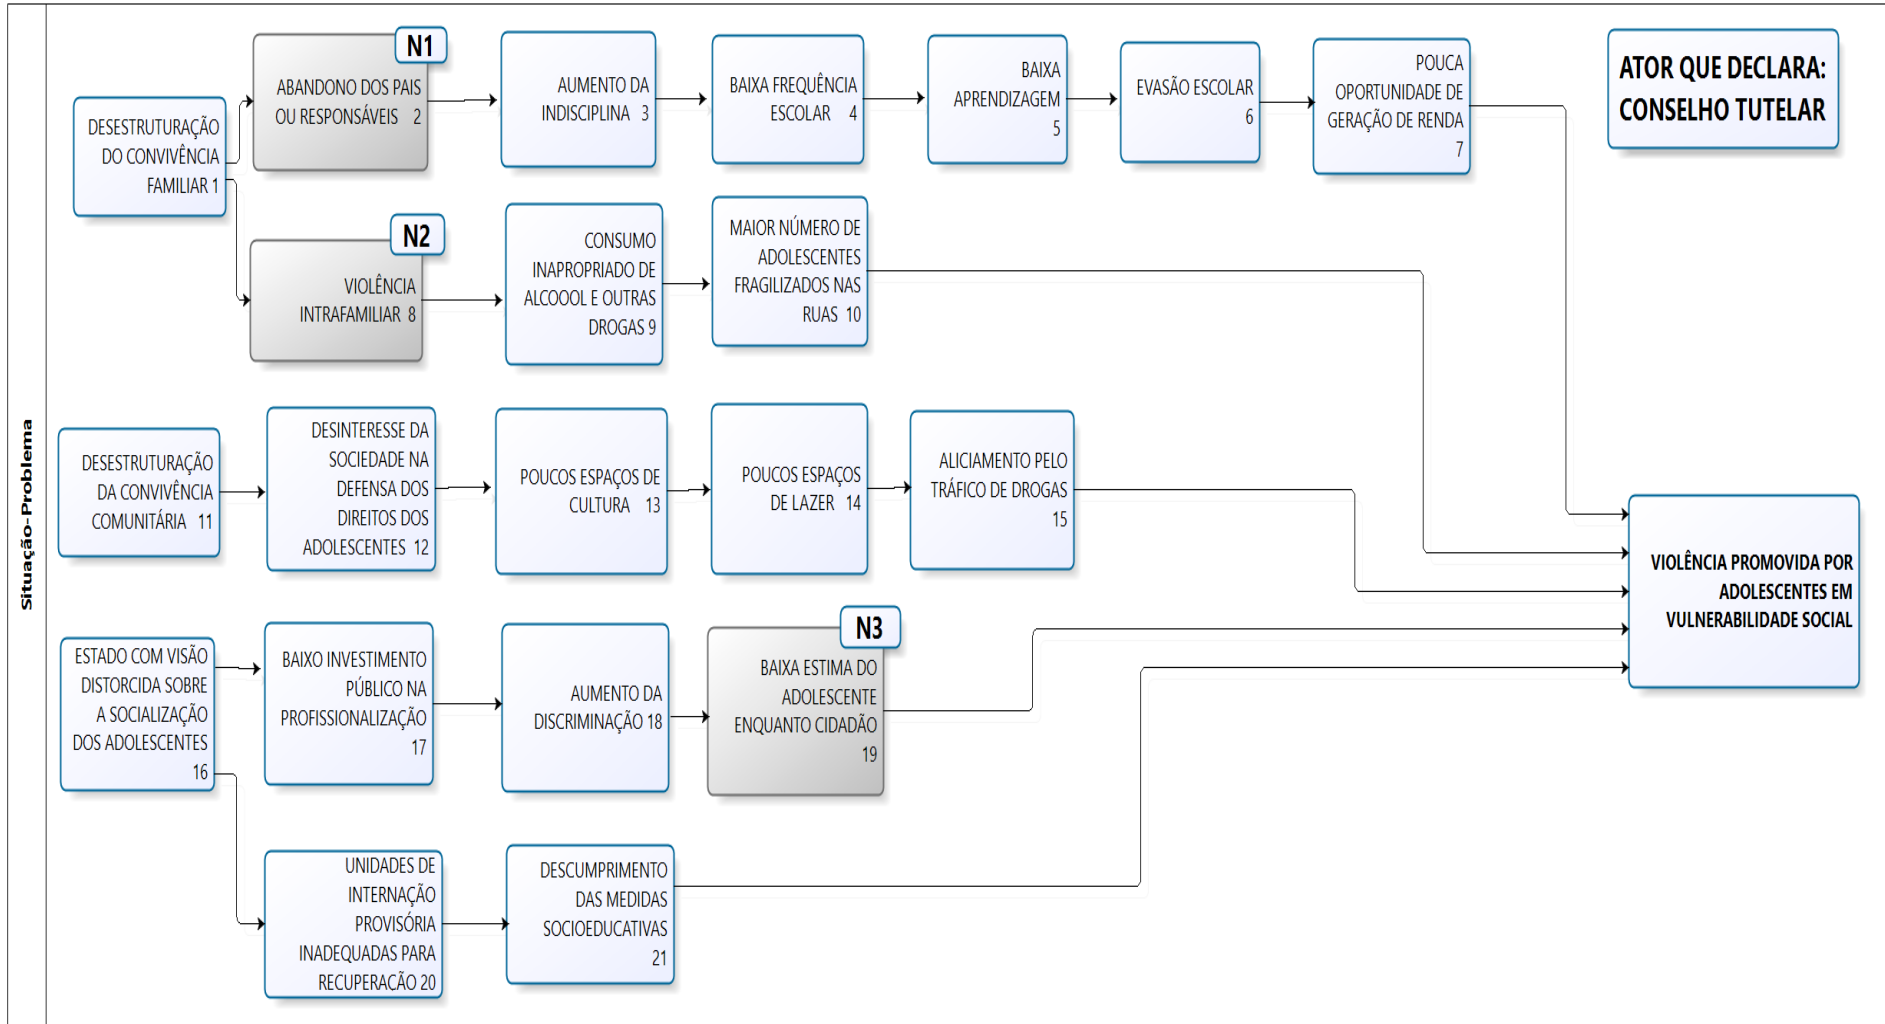 Situação-Problema
DESESTRUTURAÇÃO
DO CONVIVÊNCIA
FAMILIAR 1
N1
ABANDONO DOS PAIS
OU RESPONSÁVEIS 2
AUMENTO DA
INDISCIPLINA 3
BAIXA FREQUÊNCIA
ESCOLAR 4
BAIXA
APRENDIZAGEM
5
EVASÃO ESCOLAR
6
POUCA
OPORTUNIDADE DE
GERAÇÃO DE RENDA
7
ATOR QUE DECLARA:
CONSELHO TUTELAR
N2
VIOLÊNCIA
INTRAFAMILIAR 8
CONSUMO
INAPROPRIADO DE
ALCOOOL E OUTRAS
DROGAS 9
MAIOR NÚMERO DE
ADOLESCENTES
FRAGILIZADOS NAS
RUAS 10
DESESTRUTURAÇÃO
DA CONVIVÊNCIA
COMUNITÁRIA 11
DESINTERESSE DA
SOCIEDADE NA
DEFENSA DOS
DIREITOS DOS
ADOLESCENTES 12
POUCOS ESPAÇOS DE
CULTURA 13
POUCOS ESPAÇOS
DE LAZER 14
ALICIAMENTO PELO
TRÁFICO DE DROGAS
15
VIOLÊNCIA PROMOVIDA POR
ADOLESCENTES EM
VULNERABILIDADE SOCIAL
ESTADO COM VISÃO
DISTORCIDA SOBRE
A SOCIALIZAÇÃO
DOS ADOLESCENTES
16
BAIXO INVESTIMENTO
PÚBLICO NA
PROFISSIONALIZAÇÃO
17
AUMENTO DA
DISCRIMINAÇÃO 18
N3
BAIXA ESTIMA DO
ADOLESCENTE
ENQUANTO CIDADÃO
19
UNIDADES DE
INTERNAÇÃO
PROVISÓRIA
INADEQUADAS PARA
RECUPERAÇÃO 20
DESCUMPRIMENTO
DAS MEDIDAS
SOCIOEDUCATIVAS
21